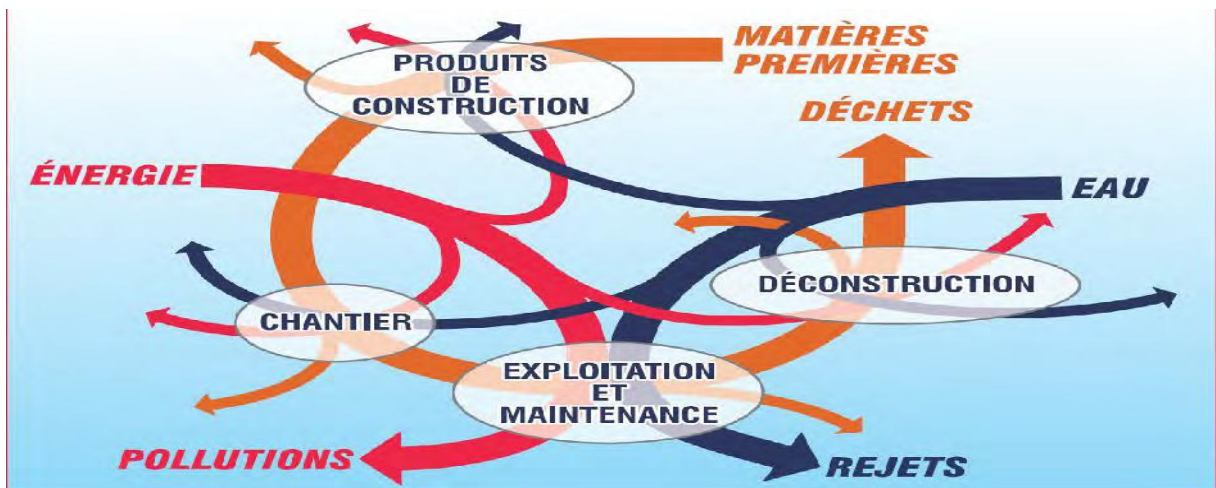 MATIÈRES
PREMIÈRES
PRODUITS
DE
CONSTRUCTION
DÉCHETS
ÉNERGIE
EAU
DÉCONSTRUCTION
CHANTIER
EXPLOITATION
ET
MAINTENANCE
POLLUTIONS
REJETS